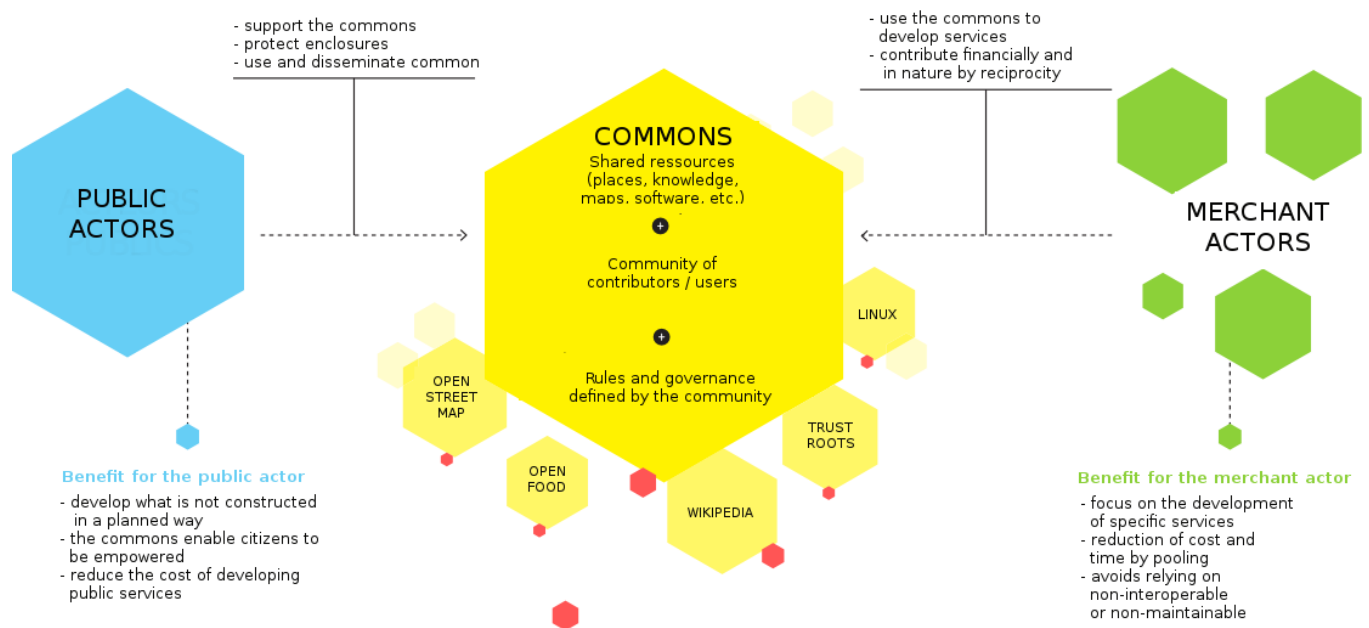 - support the commons
- protect enclosures
- use and disseminate common
- use the commons to
develop services
- contribute financially and
in nature by reciprocity
PUBLIC
ACTORS
COMMONS
Shared ressources
(places, knowledge,
maps, software, etc.)
+
Community of
contributors / users
+
Rules and governance
defined by the community
MERCHANT
ACTORS
LINUX
OPEN
STREET
MAP
TRUST
ROOTS
OPEN
FOOD
WIKIPEDIA
Benefit for the public actor
- develop what is not constructed
in a planned way
- the commons enable citizens to
be empowered
- reduce the cost of developing
public services
Benefit for the merchant actor
- focus on the development
of specific services
- reduction of cost and
time by pooling
- avoids relying on
non-interoperable
or non-maintainable